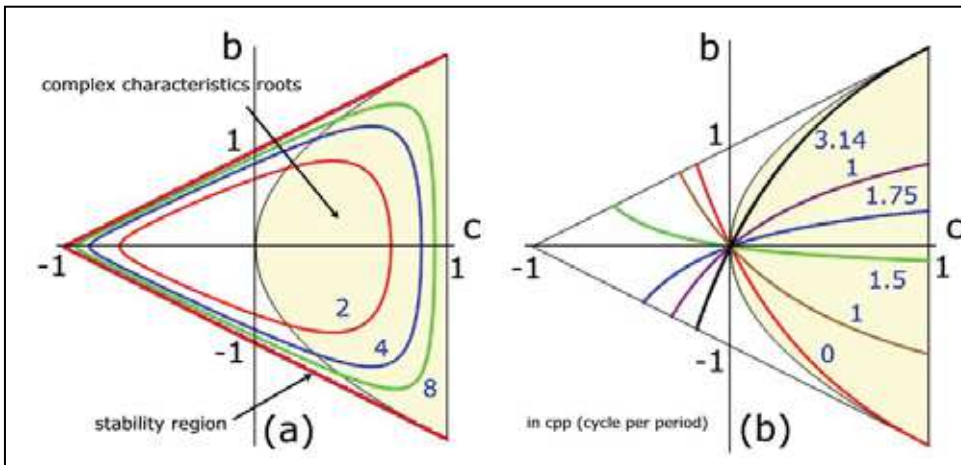 b
complex characteristics roots
1
c
-1
1
2
-1
4
8
stability region
(a)
b
1
3.14
1
1.75
c
-1
1
1.5
-1
1
0
in cpp (cycle per period)
(b)